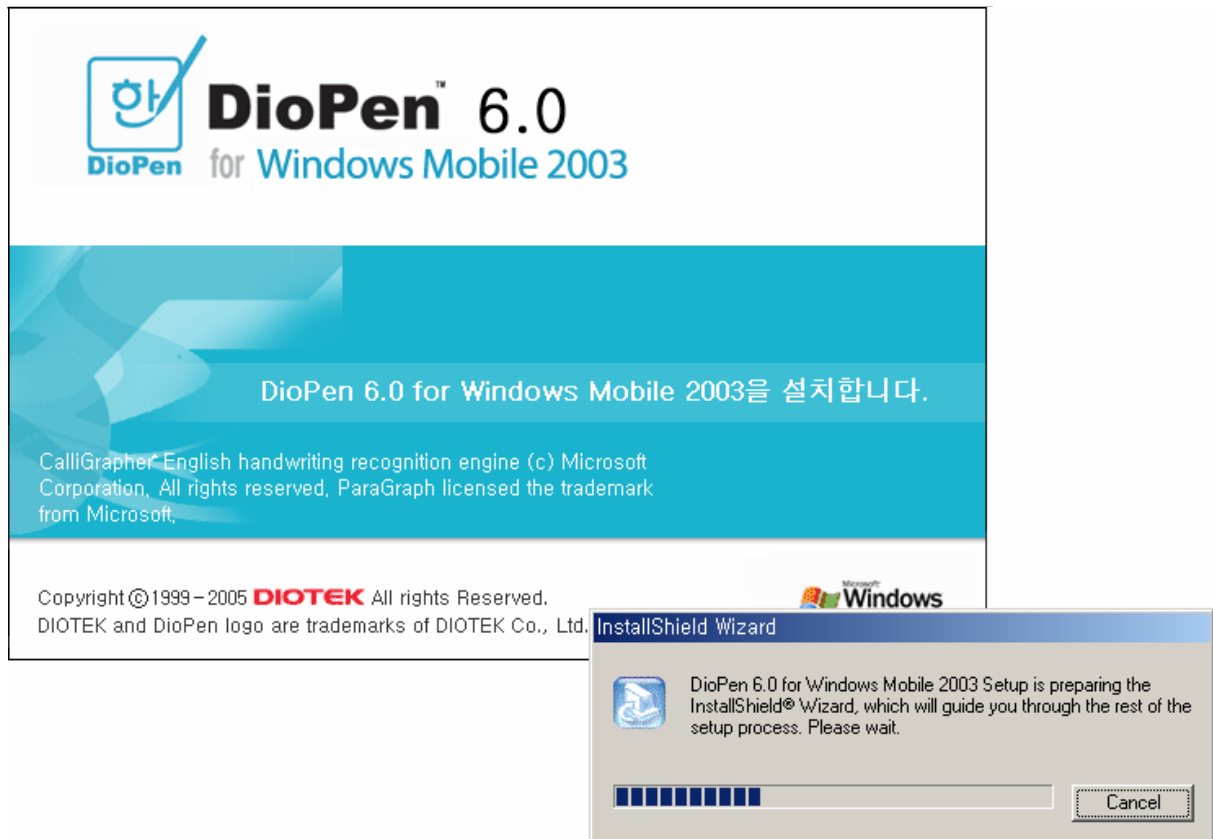 한
DioPen
DioPen™ 6.0
for Windows Mobile 2003
DioPen 6.0 for Windows Mobile 2003을 설치합니다.
CalliGrapher® English handwriting recognition engine (c) Microsoft
Corporation, All rights reserved, ParaGraph licensed the trademark
from Microsoft,
Copyright ⓒ 1999-2005 DIOTEK All rights Reserved.
DIOTEK and DioPen logo are trademarks of DIOTEK Co., Ltd.
Microsoft
Windows
InstallShield Wizard
DioPen 6.0 for Windows Mobile 2003 Setup is preparing the
InstallShield® Wizard, which will guide you through the rest of the
setup process. Please wait.
Cancel